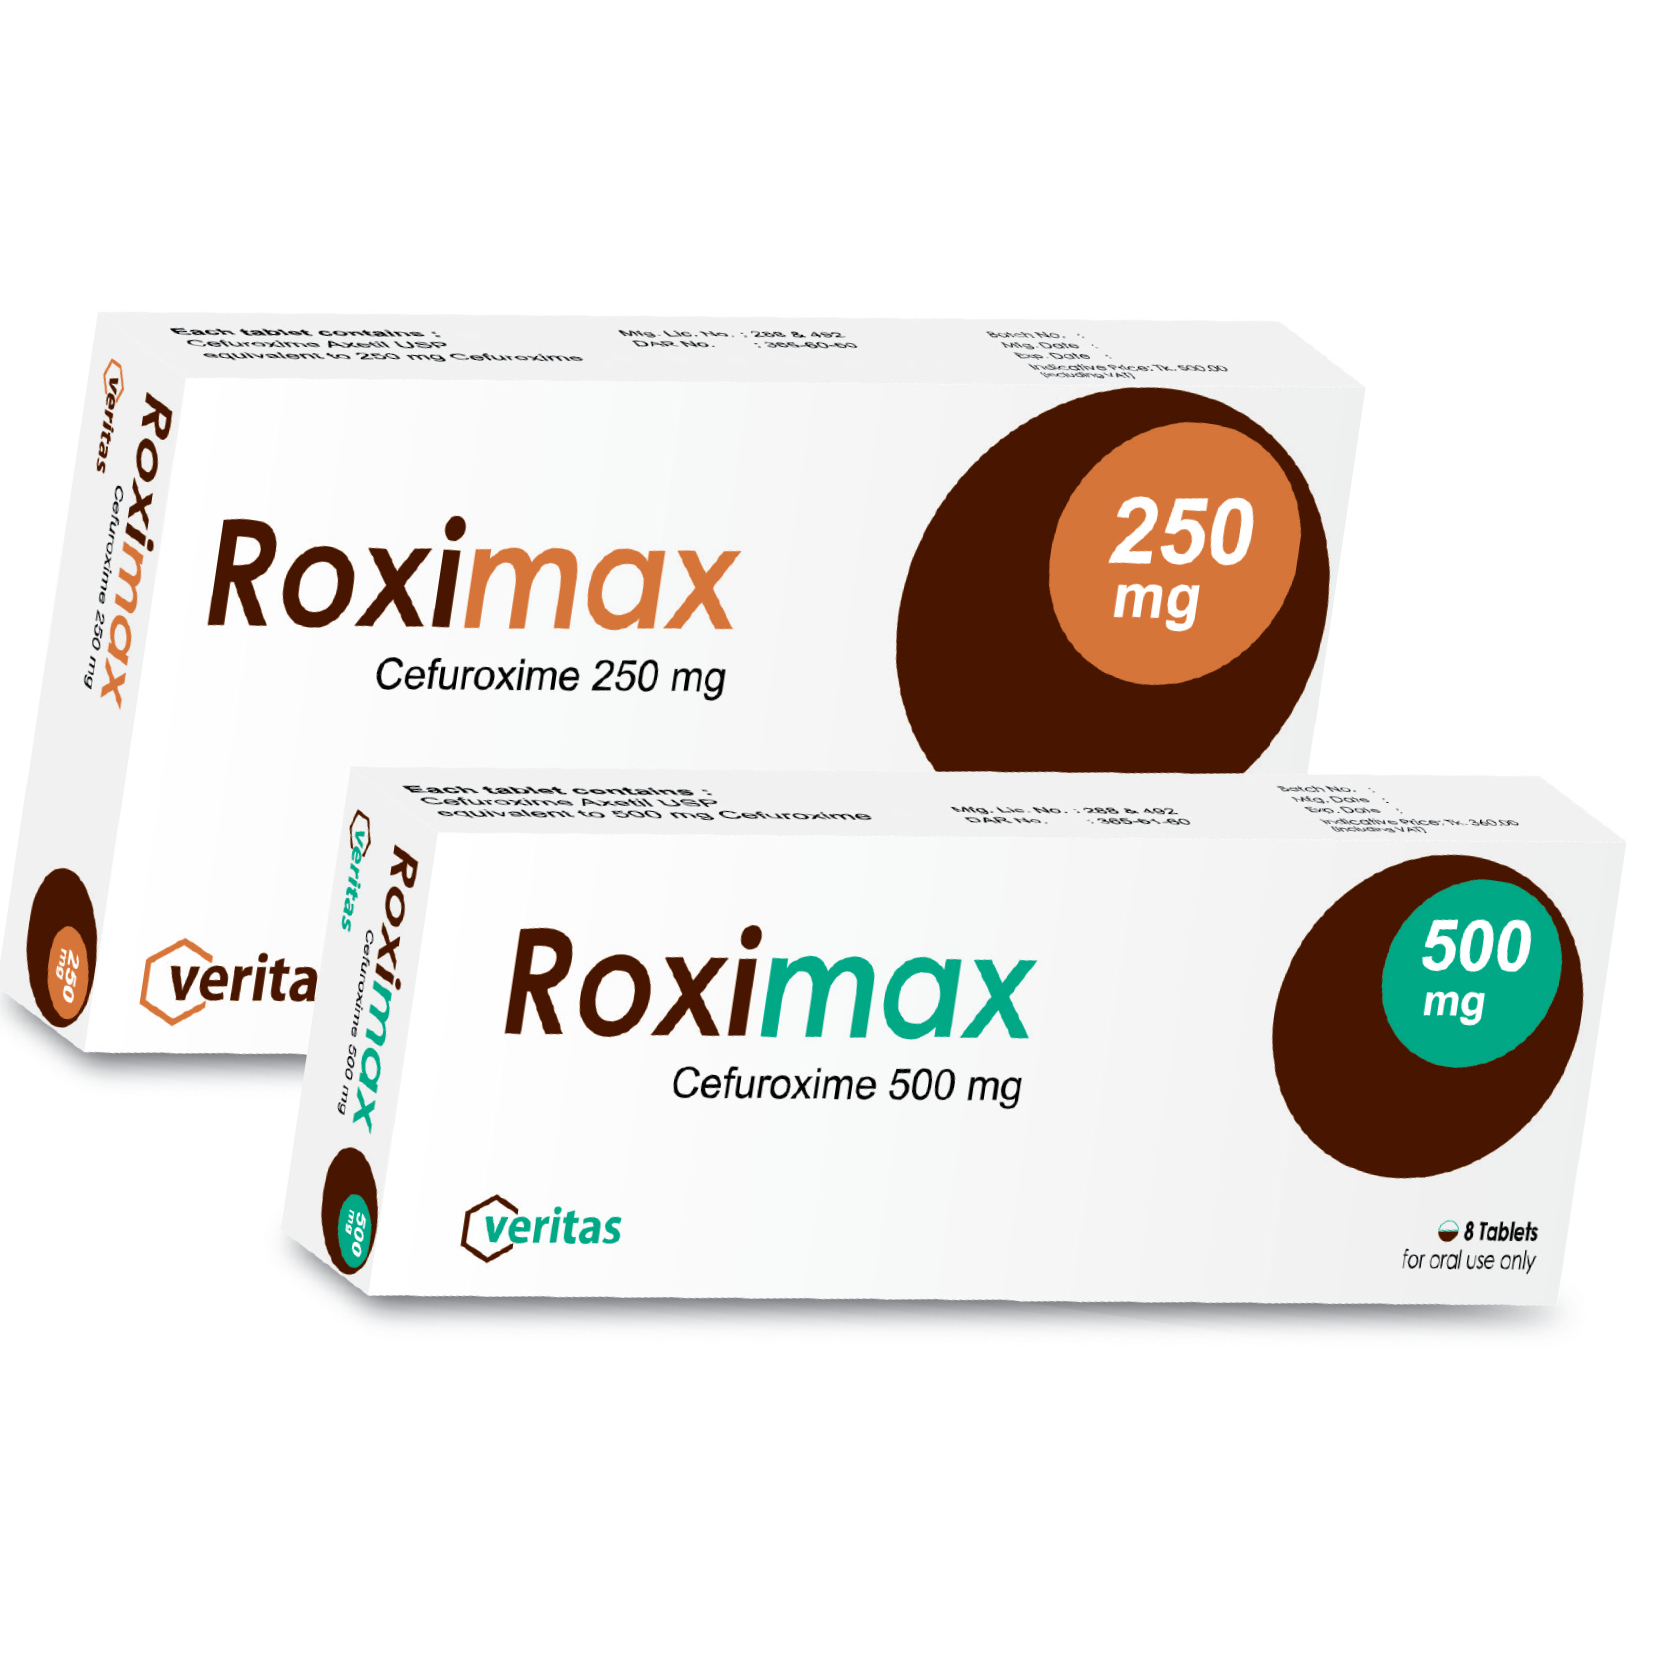 Each tablet contains :
Cefuroxime Axetil USP
equivalent to 250 mg Cefuroxime
Mfg. Lic. No. : 288 & 492
DAR No. : 365-60-60
Batch No. :
Mfg. Date :
Exp. Date :
Indicative Price: Tk. 500.00
(including VAT)
veritas
Roximax
Cefuroxime 250 mg
250
mg
Roximax
Cefuroxime 250 mg
250
mg
verita
Each tablet contains :
Cefuroxime Axetil USP
equivalent to 500 mg Cefuroxime
Mfg. Lic. No. : 288 & 492
DAR No. : 365-61-60
Batch No. :
Mfg. Date :
Exp. Date :
Indicative Price: Tk. 360.00
(including VAT)
veritas
Roximax
Cefuroxime 500 mg
500
mg
Roximax
Cefuroxime 500 mg
500
mg
veritas
8 Tablets
for oral use only